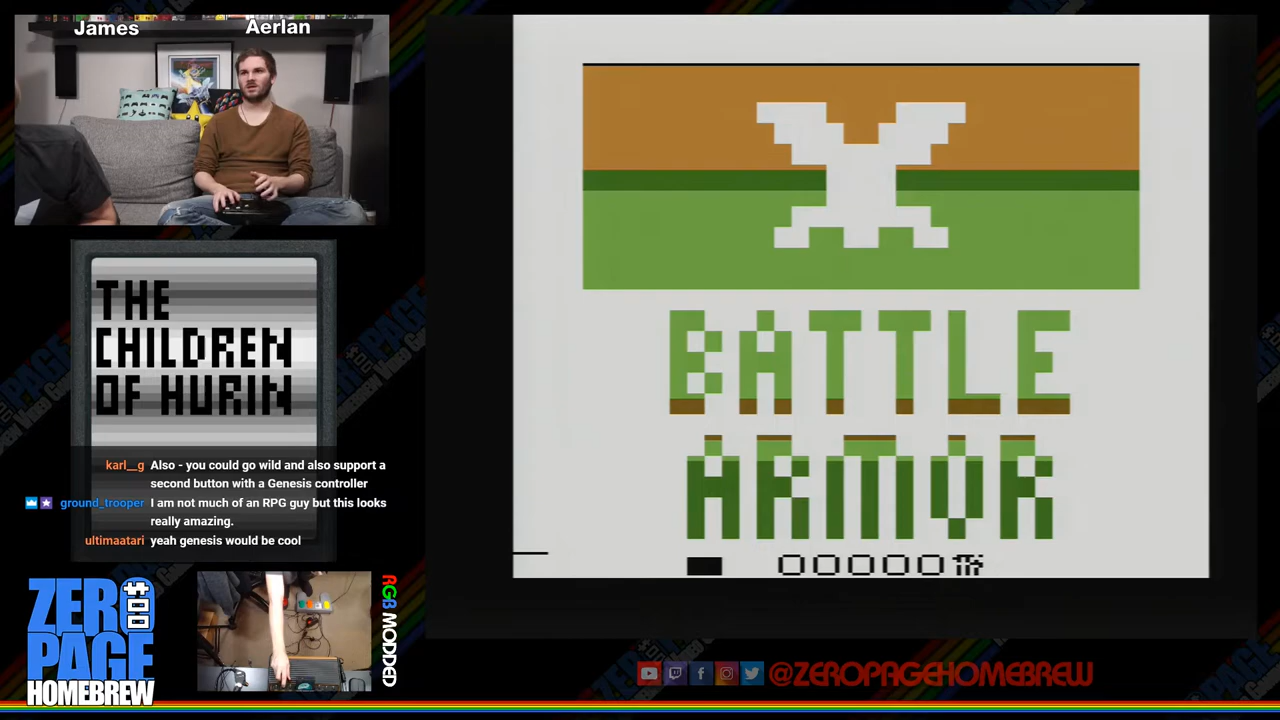 James
Aerlan
THE
CHILDREN
OF HURIN
karl__g Also - you could go wild and also support a
second button with a Genesis controller
ground_trooper I am not much of an RPG guy but this looks
really amazing.
ultimaatari yeah genesis would be cool
ZERO
PAGE
HOMEBREW
RGB MODDED
BATTLE
ARMOR
00000
@ZEROPAGEHOMEBREW